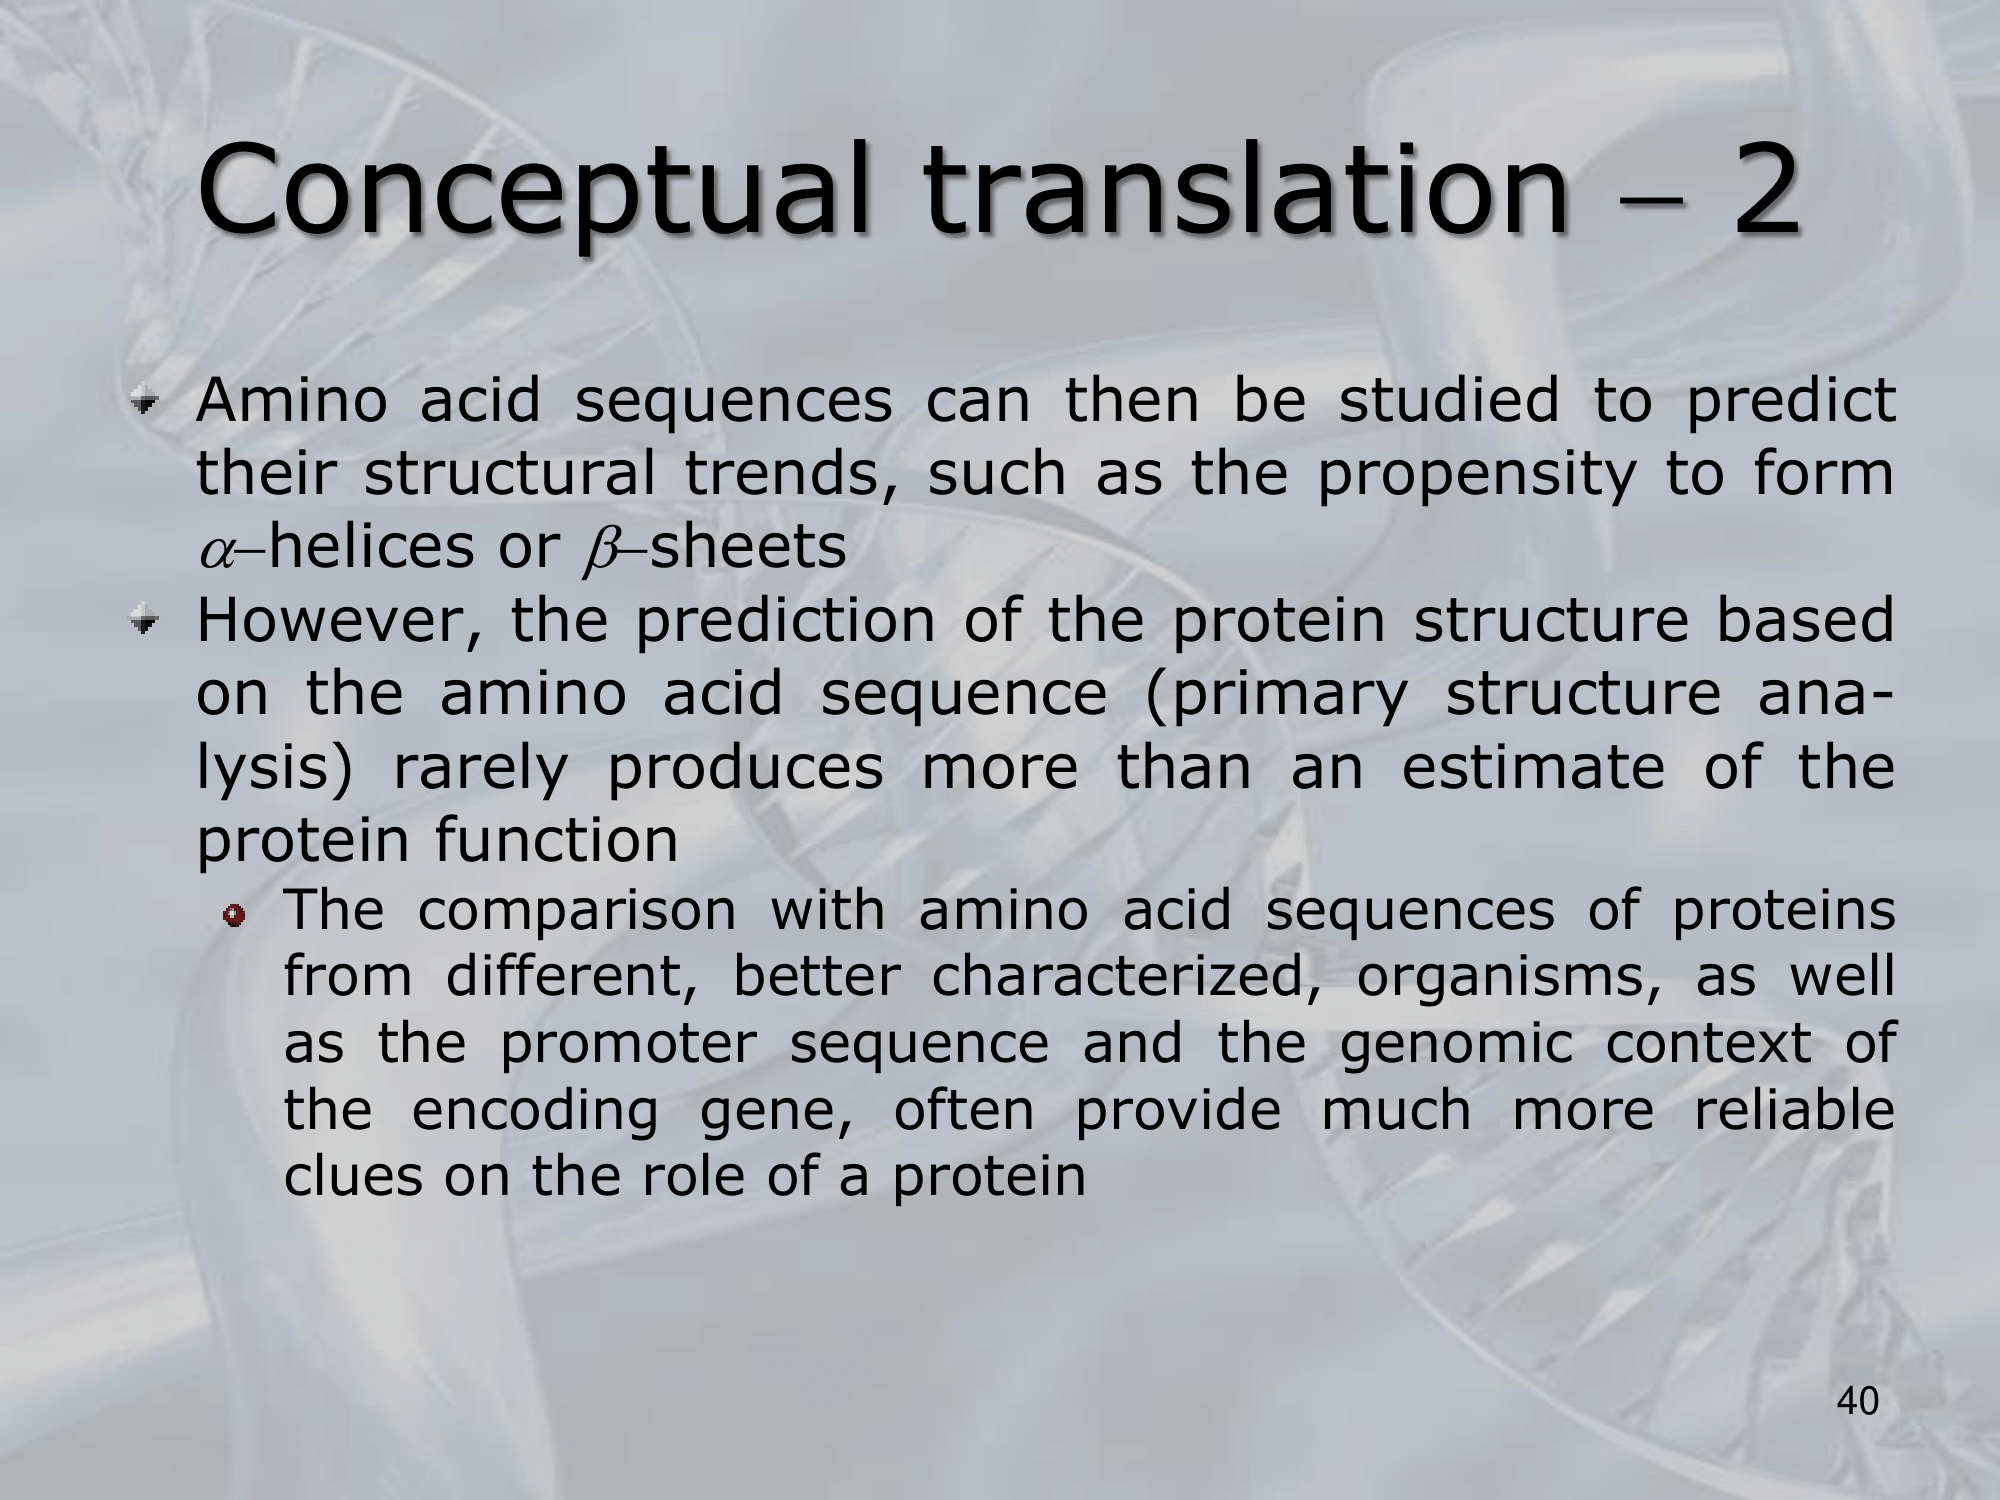 Conceptual translation – 2
Amino acid sequences can then be studied to predict
their structural trends, such as the propensity to form
α–helices or β–sheets
However, the prediction of the protein structure based
on the amino acid sequence (primary structure ana-
lysis) rarely produces more than an estimate of the
protein function
The comparison with amino acid sequences of proteins
from different, better characterized, organisms, as well
as the promoter sequence and the genomic context of
the encoding gene, often provide much more reliable
clues on the role of a protein
40